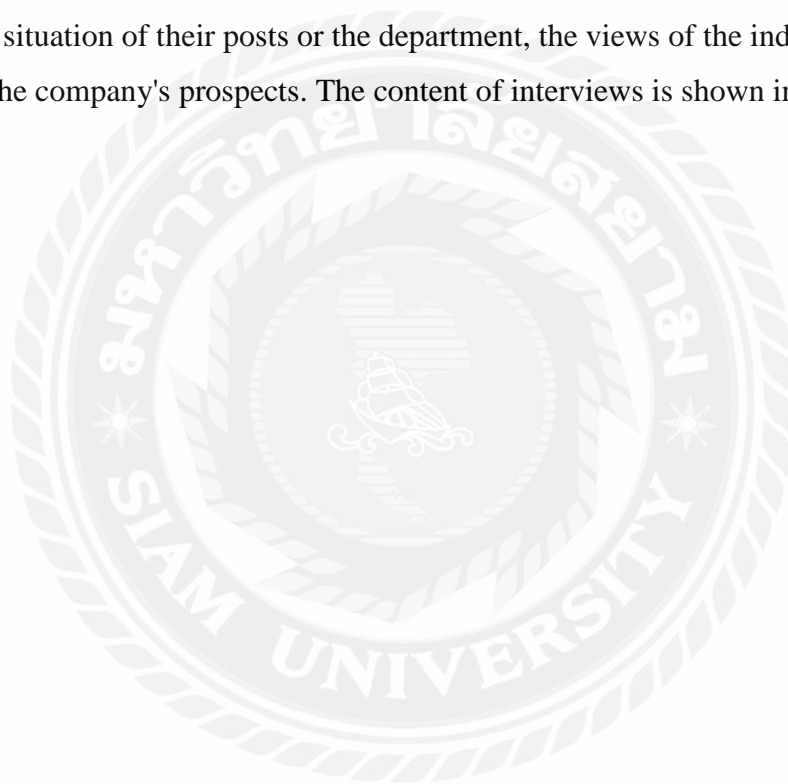 situation of their posts or the department, the views of the ind
he company's prospects. The content of interviews is shown in
มหาวิทยาลัยสยาม
SIAM UNIVERSITY